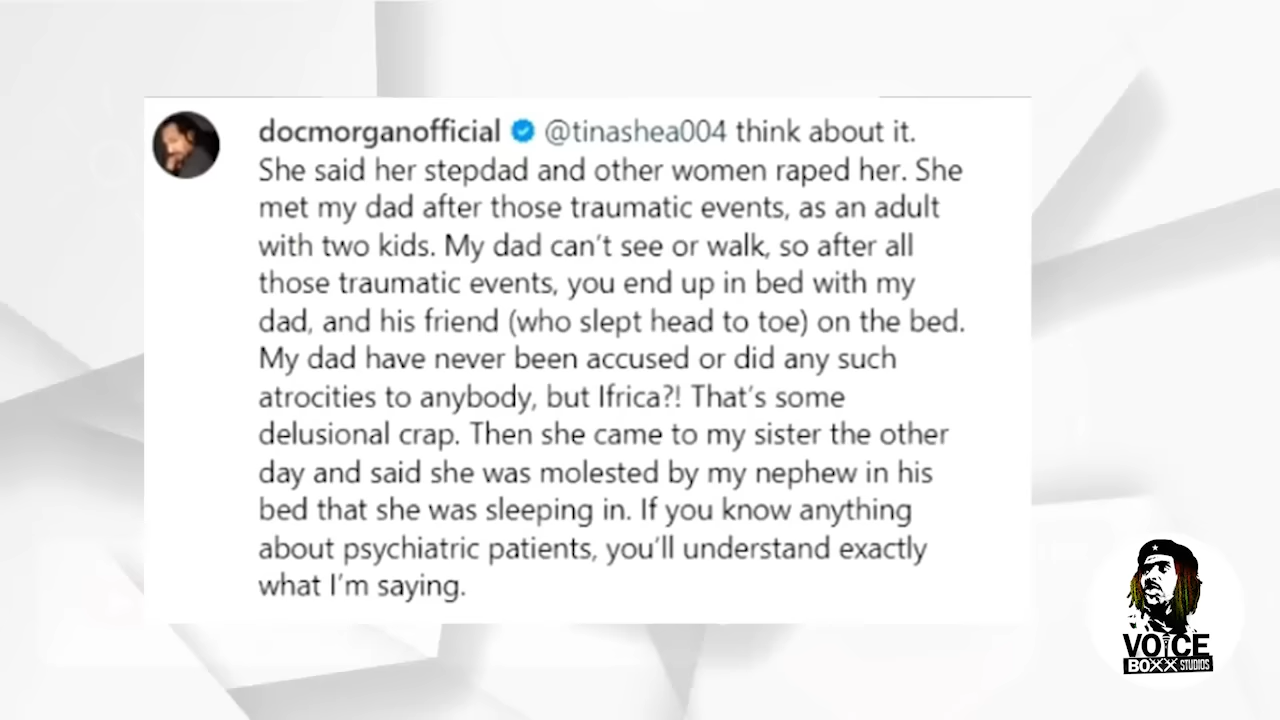 docmorganofficial @tinashea004 think about it.
She said her stepdad and other women raped her. She
met my dad after those traumatic events, as an adult
with two kids. My dad can't see or walk, so after all
those traumatic events, you end up in bed with my
dad, and his friend (who slept head to toe) on the bed.
My dad have never been accused or did any such
atrocities to anybody, but Ifrica?! That's some
delusional crap. Then she came to my sister the other
day and said she was molested by my nephew in his
bed that she was sleeping in. If you know anything
about psychiatric patients, you'll understand exactly
what I'm saying.
VOICE
BOXX STUDIOS